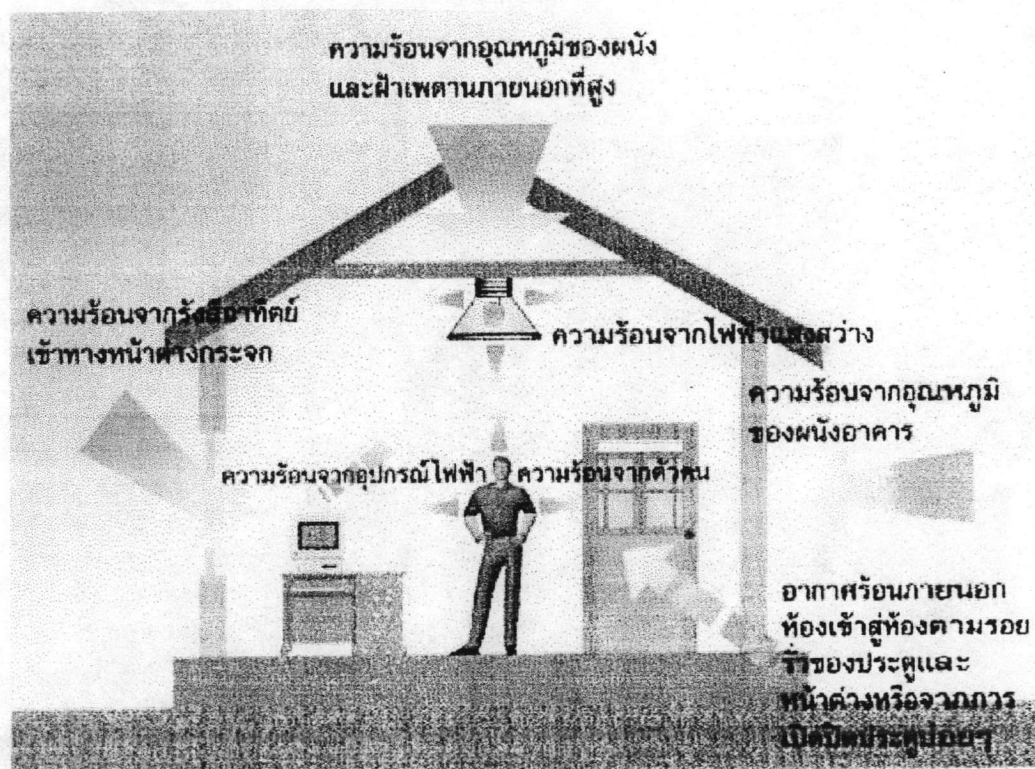 ความร้อนจากอุณหภูมิของผนัง
และฝ้าเพดานภายนอกที่สูง
ความร้อนจากรังสีอาทิตย์
เข้าทางหน้าต่างกระจก
ความร้อนจากไฟฟ้าแสงสว่าง
ความร้อนจากอุณหภูมิ
ของผนังอาคาร
ความร้อนจากอุปกรณ์ไฟฟ้า
ความร้อนจากตัวคน
อากาศร้อนภายนอก
ห้องเข้าสู่ห้องตามรอย
รั่วของประตูและ
หน้าต่างหรือจากการ
เปิดปิดประตูบ่อยๆ